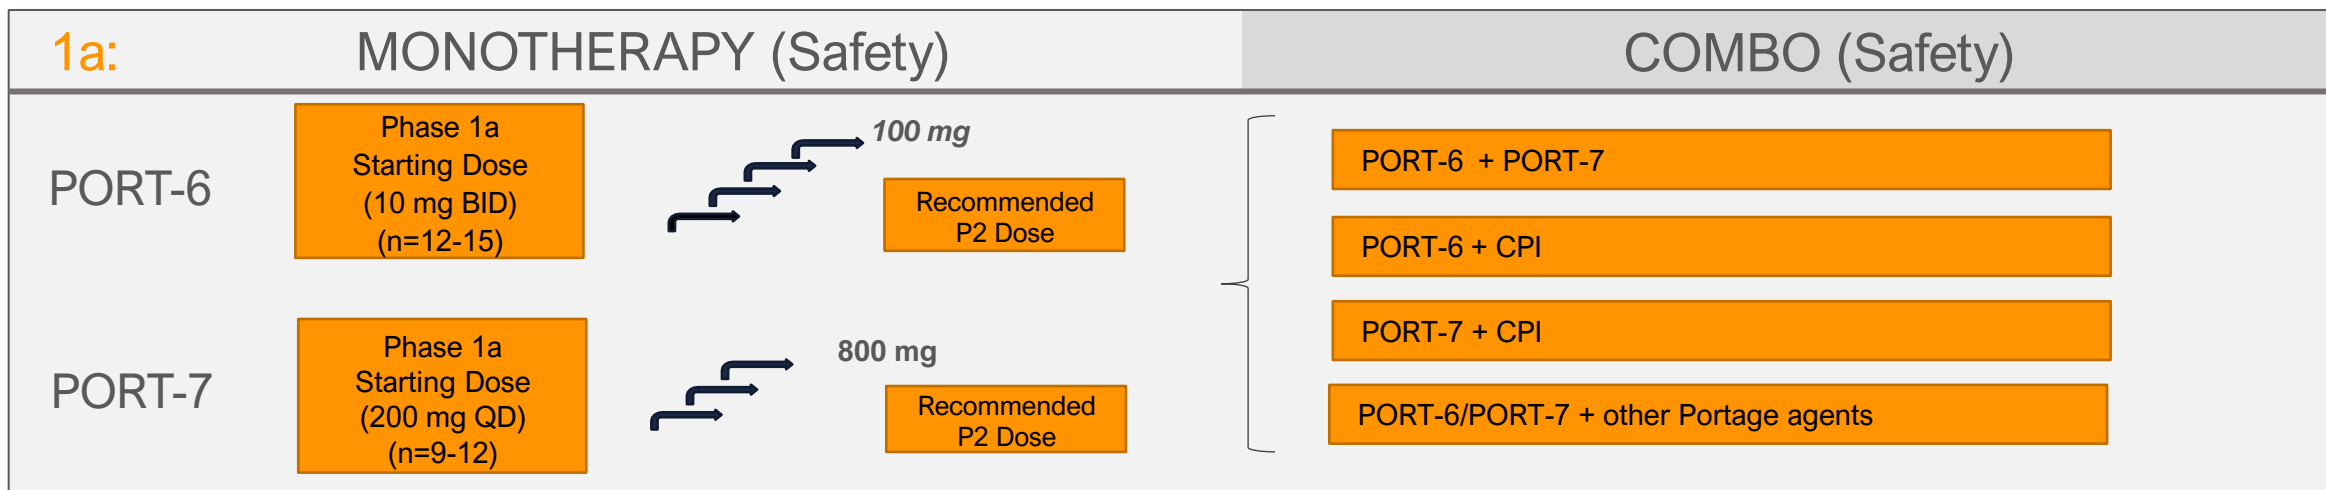 1a:
MONOTHERAPY (Safety)
COMBO (Safety)
PORT-6
Phase 1a
Starting Dose
(10 mg BID)
(n=12-15)
100 mg
Recommended
P2 Dose
PORT-7
Phase 1a
Starting Dose
(200 mg QD)
(n=9-12)
800 mg
Recommended
P2 Dose
PORT-6 + PORT-7
PORT-6 + CPI
PORT-7 + CPI
PORT-6/PORT-7 + other Portage agents